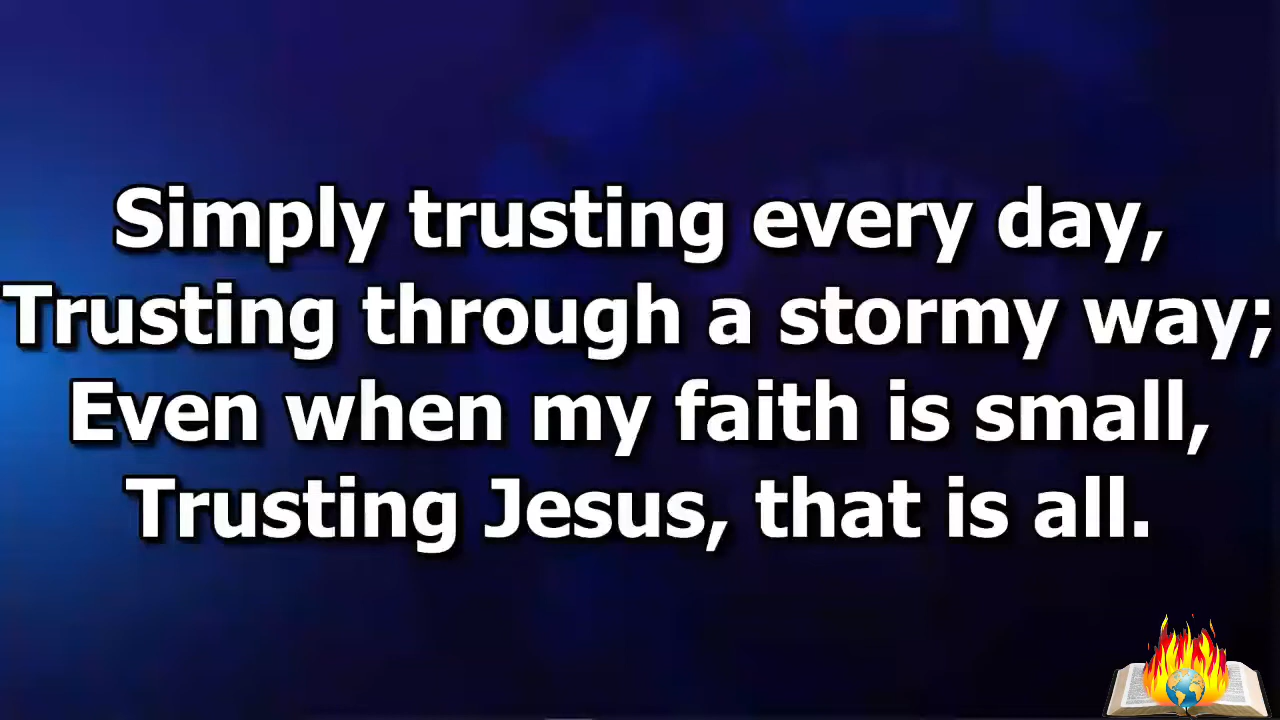 Simply trusting every day,
Trusting through a stormy way;
Even when my faith is small,
Trusting Jesus, that is all.